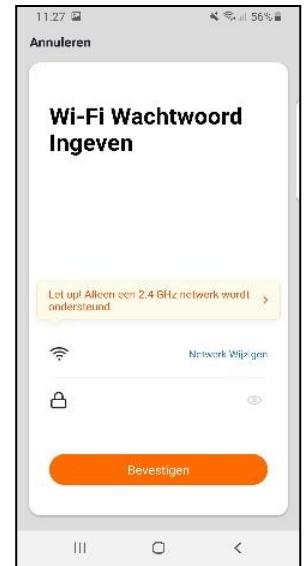 11:27 56%
Annuleren
Wi-Fi Wachtwoord
Ingeven
Let up! Alleen een 2.4 GHz netwerk wordt
ondersteund
Netwerk Wijzigen
Bevestigen